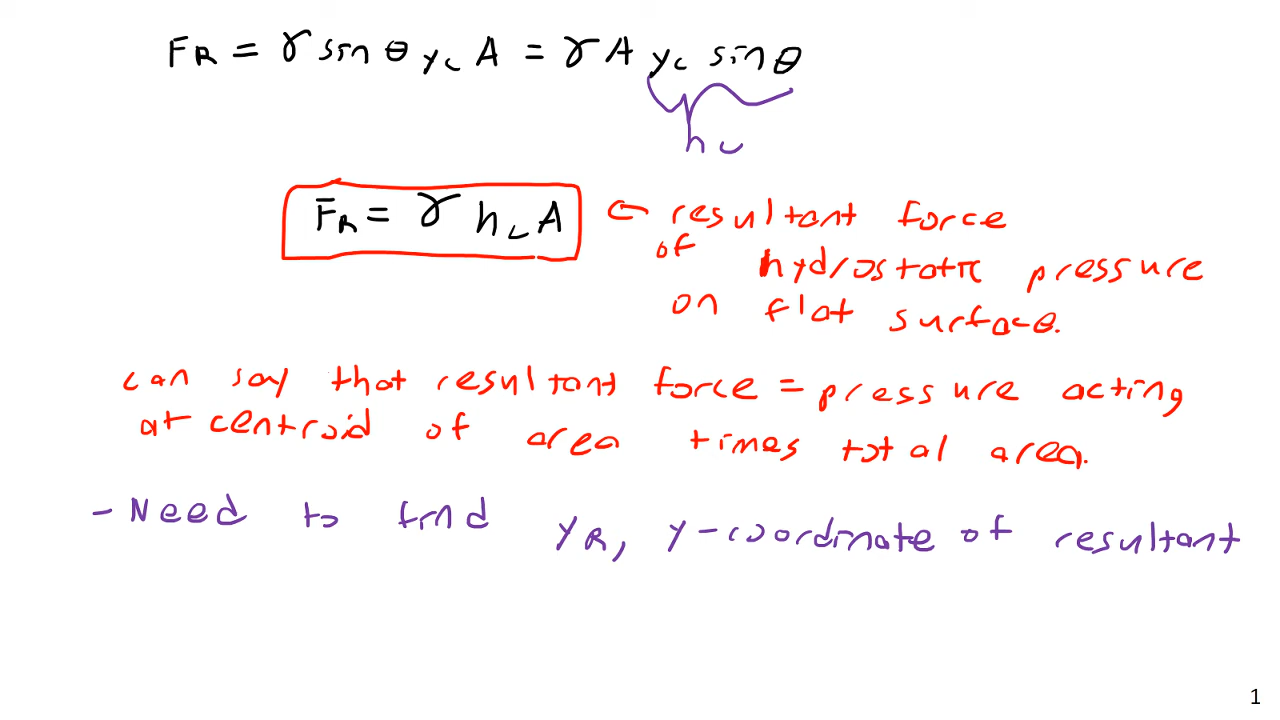 F_R = γ sin θ y_c A = γ A y_c sin θ
h_c
F_R = γ h_c A ← resultant force
of hydrostatic pressure
on flat surface.
can say that resultant force = pressure acting
at centroid of area times total area.
- Need to find y_R, y-coordinate of resultant
1